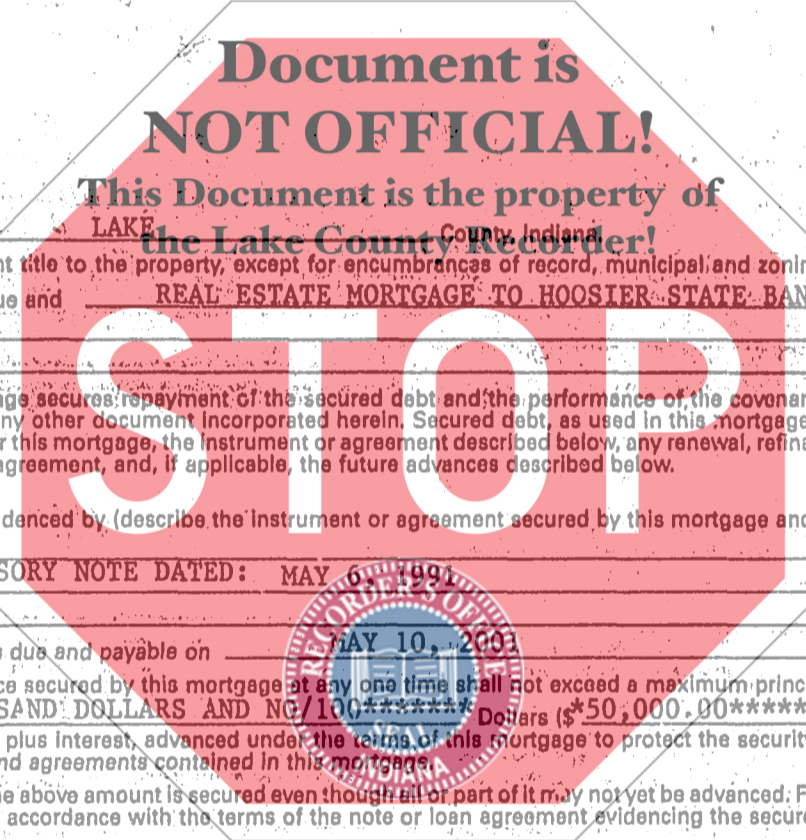 Document is
NOT OFFICIAL!
This Document is the property of
the Lake County Recorder!
LAKE County, Indiana
nt title to the property, except for encumbrances of record, municipal and zonin
ue and REAL ESTATE MORTGAGE TO HOOSIER STATE BAN
STOP
ge secures repayment of the secured debt and the performance of the covenan
ny other document incorporated herein. Secured debt, as used in this mortgage
r this mortgage, the instrument or agreement described below, any renewal, refina
agreement, and, if applicable, the future advances described below.
denced by (describe the instrument or agreement secured by this mortgage and
SORY NOTE DATED: MAY 6, 1991
e due and payable on MAY 10, 2001
ce secured by this mortgage at any one time shall not exceed a maximum princ
SAND DOLLARS AND NO/100******** Dollars ($*50,000.00*****
plus interest, advanced under the terms of this mortgage to protect the securit
nd agreements contained in this mortgage.
e above amount is secured even though all or part of it may not yet be advanced. F
accordance with the terms of the note or loan agreement evidencing the secur
RECORDER'S OFFICE
SEAL
INDIANA